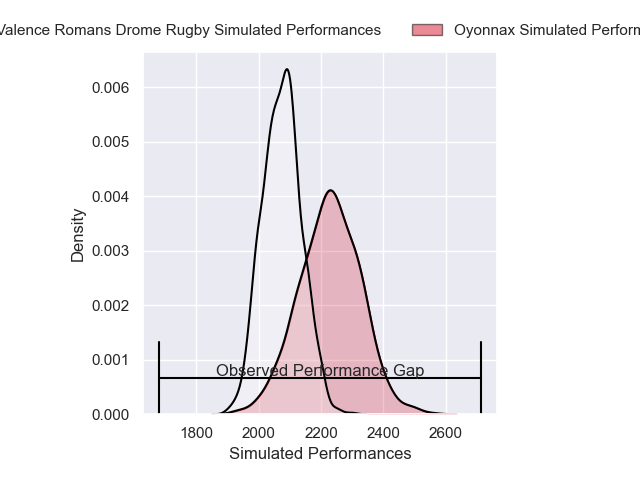 Valence Romans Drome Rugby Simulated Performances
Oyonnax Simulated
0.006
0.005
0.004
0.003
0.002
0.001
0.000
Density
Observed Performance Gap
1800 2000 2200 2400 2600
Simulated Performances